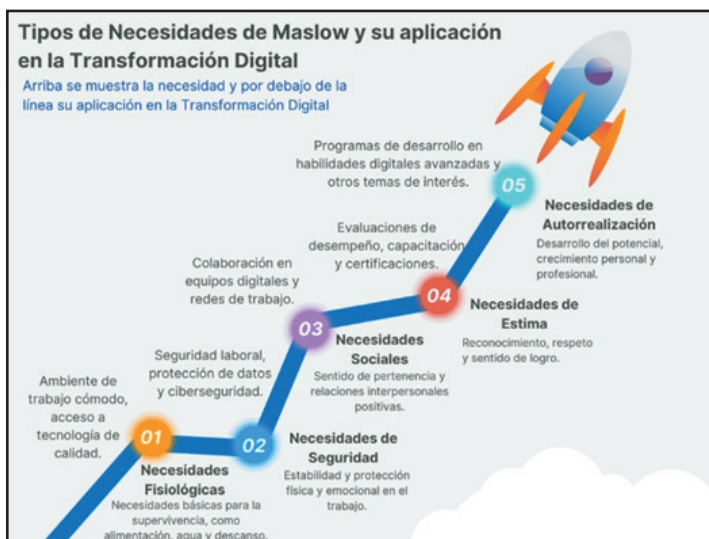 Tipos de Necesidades de Maslow y su aplicación
en la Transformación Digital
Arriba se muestra la necesidad y por debajo de la
línea su aplicación en la Transformación Digital
Programas de desarrollo en
habilidades digitales avanzadas y
otros temas de interés.
05
Necesidades de
Autorrealización
Desarrollo del potencial,
crecimiento personal y
profesional.
Evaluaciones de
desempeño, capacitación
y certificaciones.
04
Necesidades de
Estima
Reconocimiento, respeto
y sentido de logro.
Colaboración en
equipos digitales y
redes de trabajo.
03
Necesidades
Sociales
Sentido de pertenencia y
relaciones interpersonales
positivas.
Seguridad laboral,
protección de datos
y ciberseguridad.
02
Necesidades de
Seguridad
Estabilidad y protección
física y emocional en el
trabajo.
Ambiente de
trabajo cómodo,
acceso a
tecnología de
calidad.
01
Necesidades
Fisiológicas
Necesidades básicas para la
supervivencia, como
alimentación, agua y descanso.